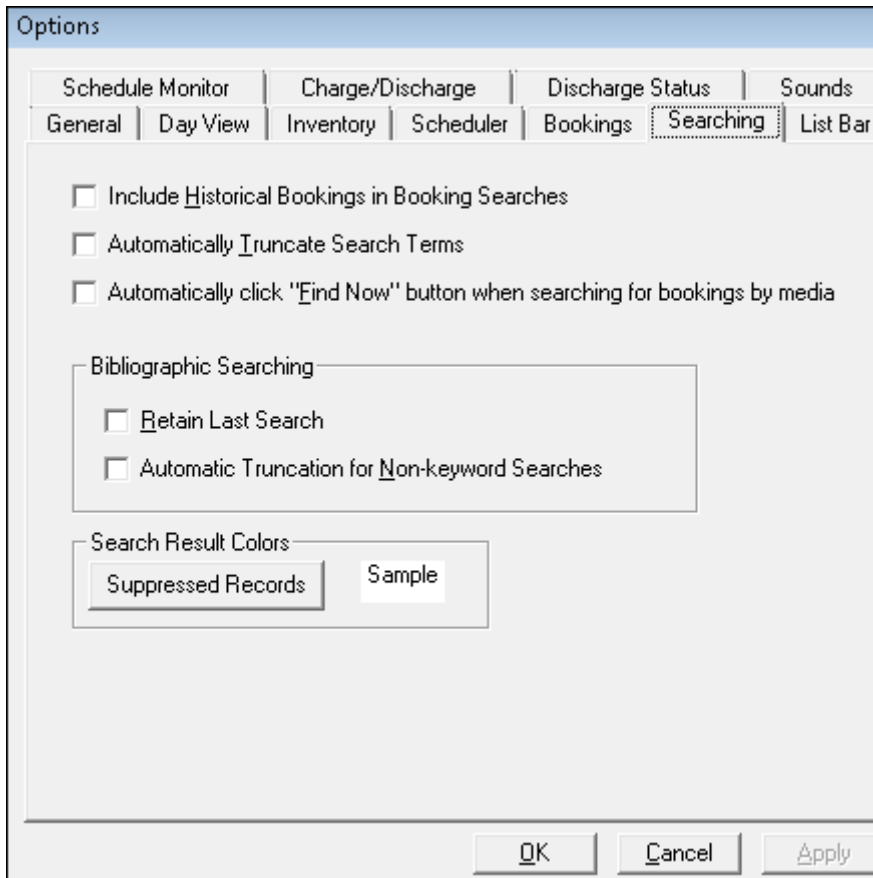 Options
Schedule Monitor Charge/Discharge Discharge Status Sounds
General Day View Inventory Scheduler Bookings Searching List Bar
Include Historical Bookings in Booking Searches
Automatically Truncate Search Terms
Automatically click "Find Now" button when searching for bookings by media
Bibliographic Searching
Retain Last Search
Automatic Truncation for Non-keyword Searches
Search Result Colors
Suppressed Records Sample
OK Cancel Apply